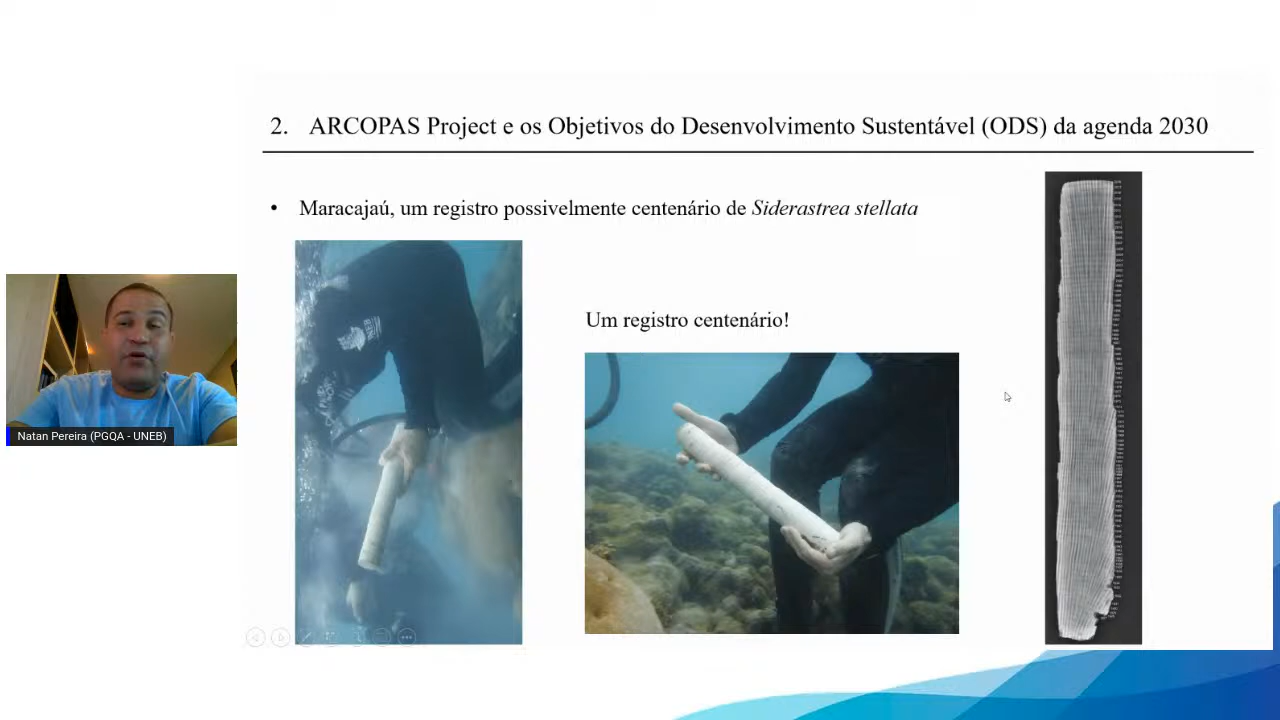 2. ARCOPAS Project e os Objetivos do Desenvolvimento Sustentável (ODS) da agenda 2030
• Maracajaú, um registro possivelmente centenário de Siderastrea stellata
Um registro centenário!
Natan Pereira (PGQA - UNEB)